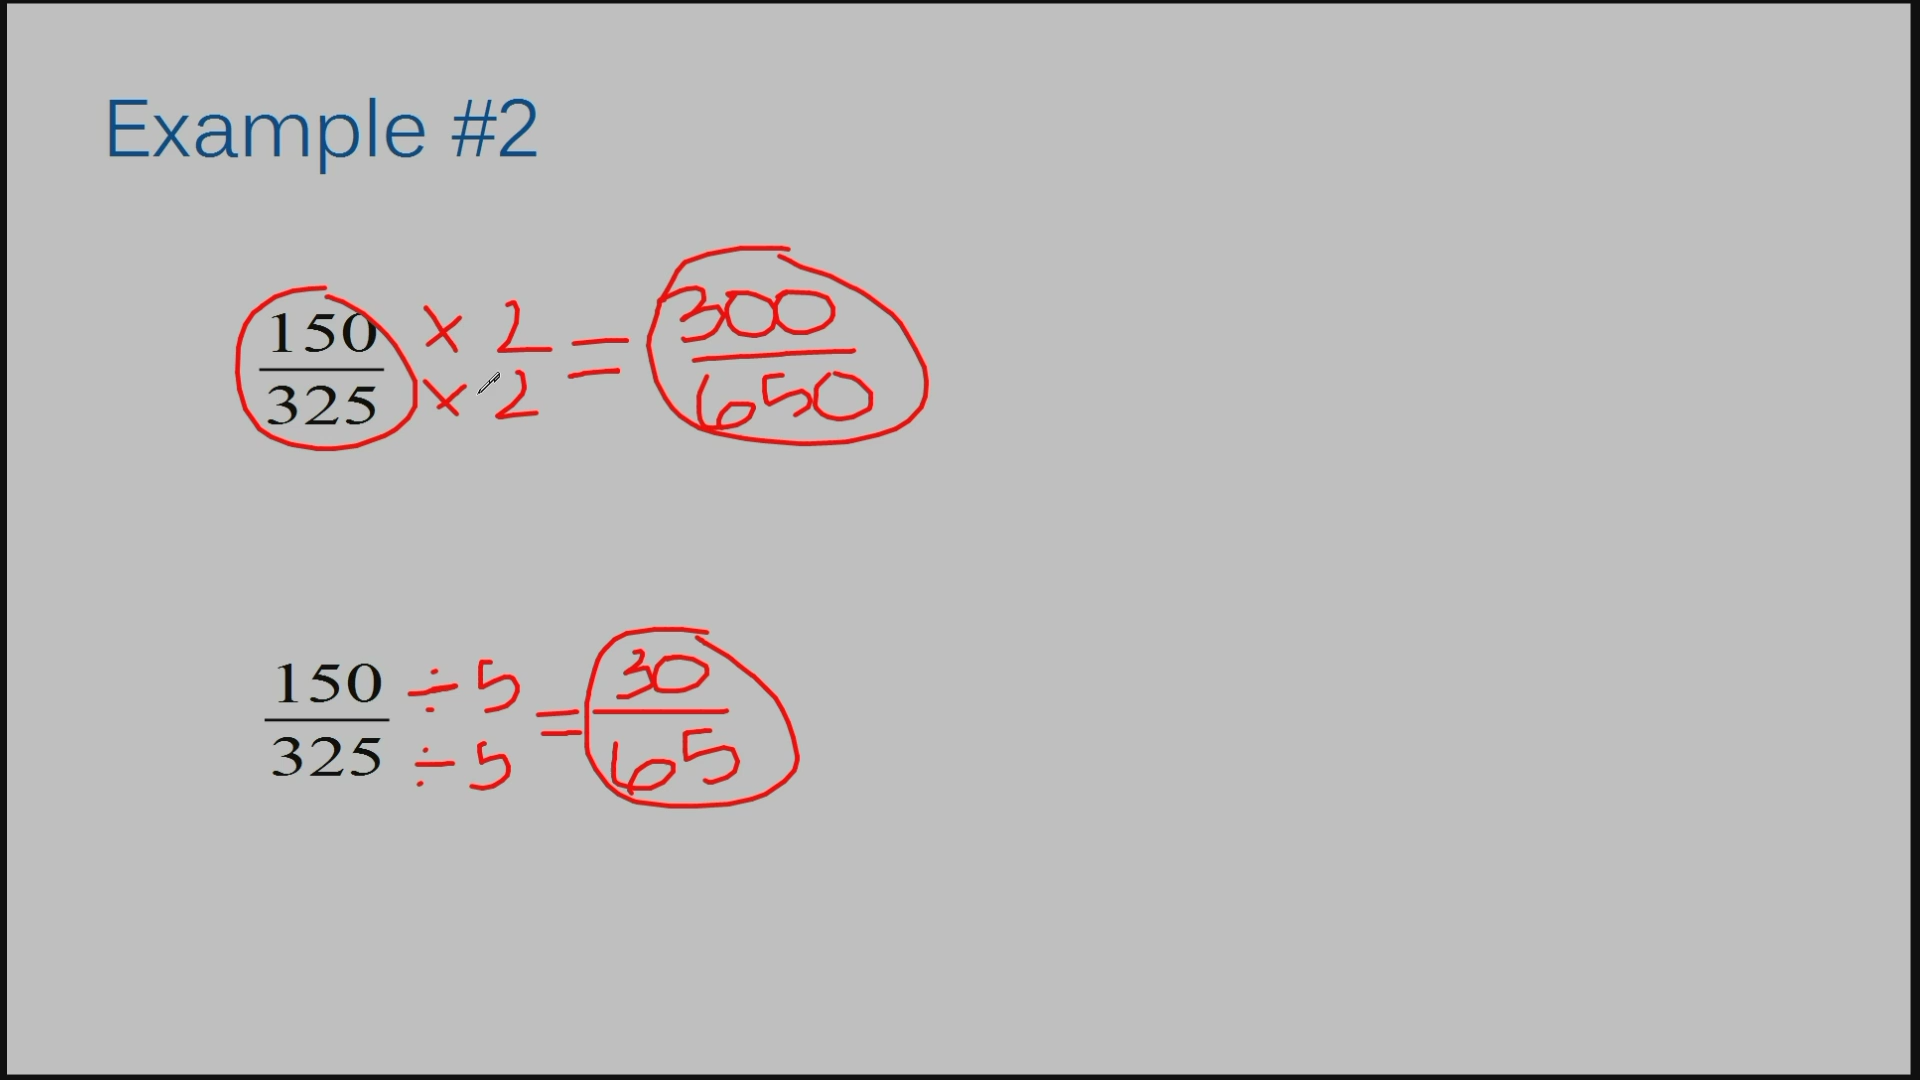 Example #2
150 × 2 = 300
325 × 2 650
150 ÷ 5 = 30
325 ÷ 5 65